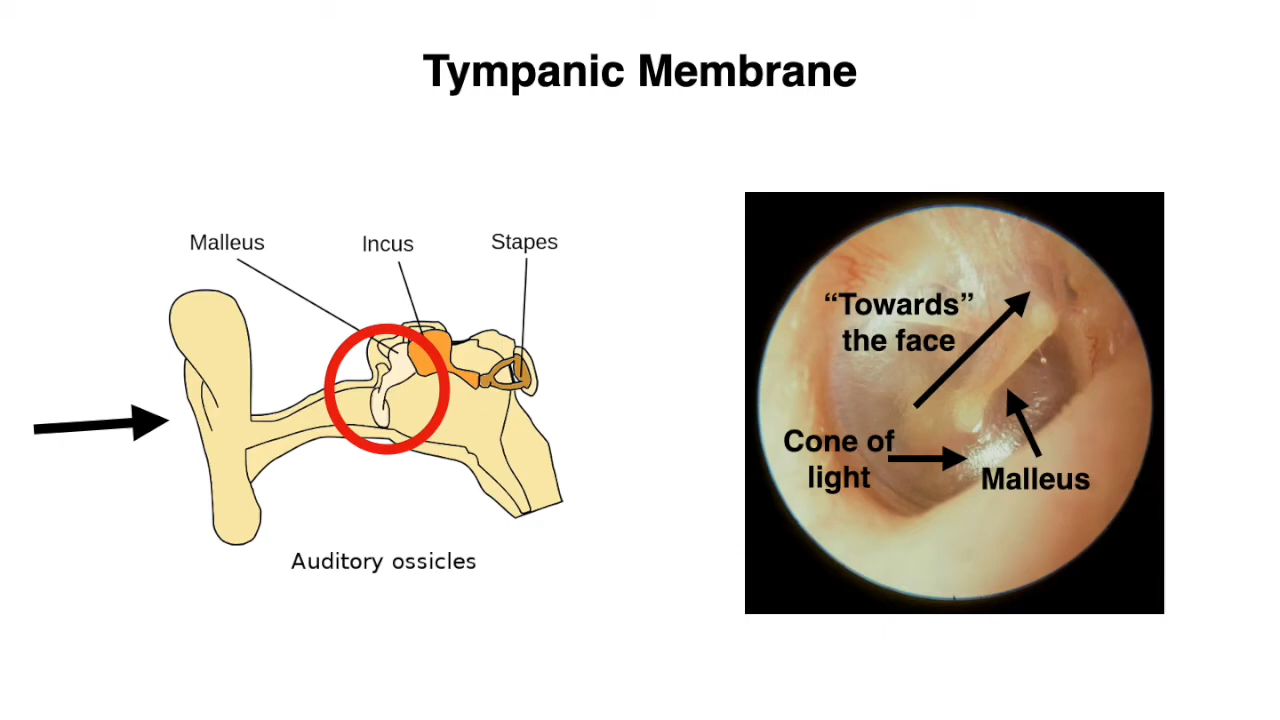 Tympanic Membrane
Malleus
Incus
Stapes
Auditory ossicles
“Towards”
the face
Cone of
light
Malleus